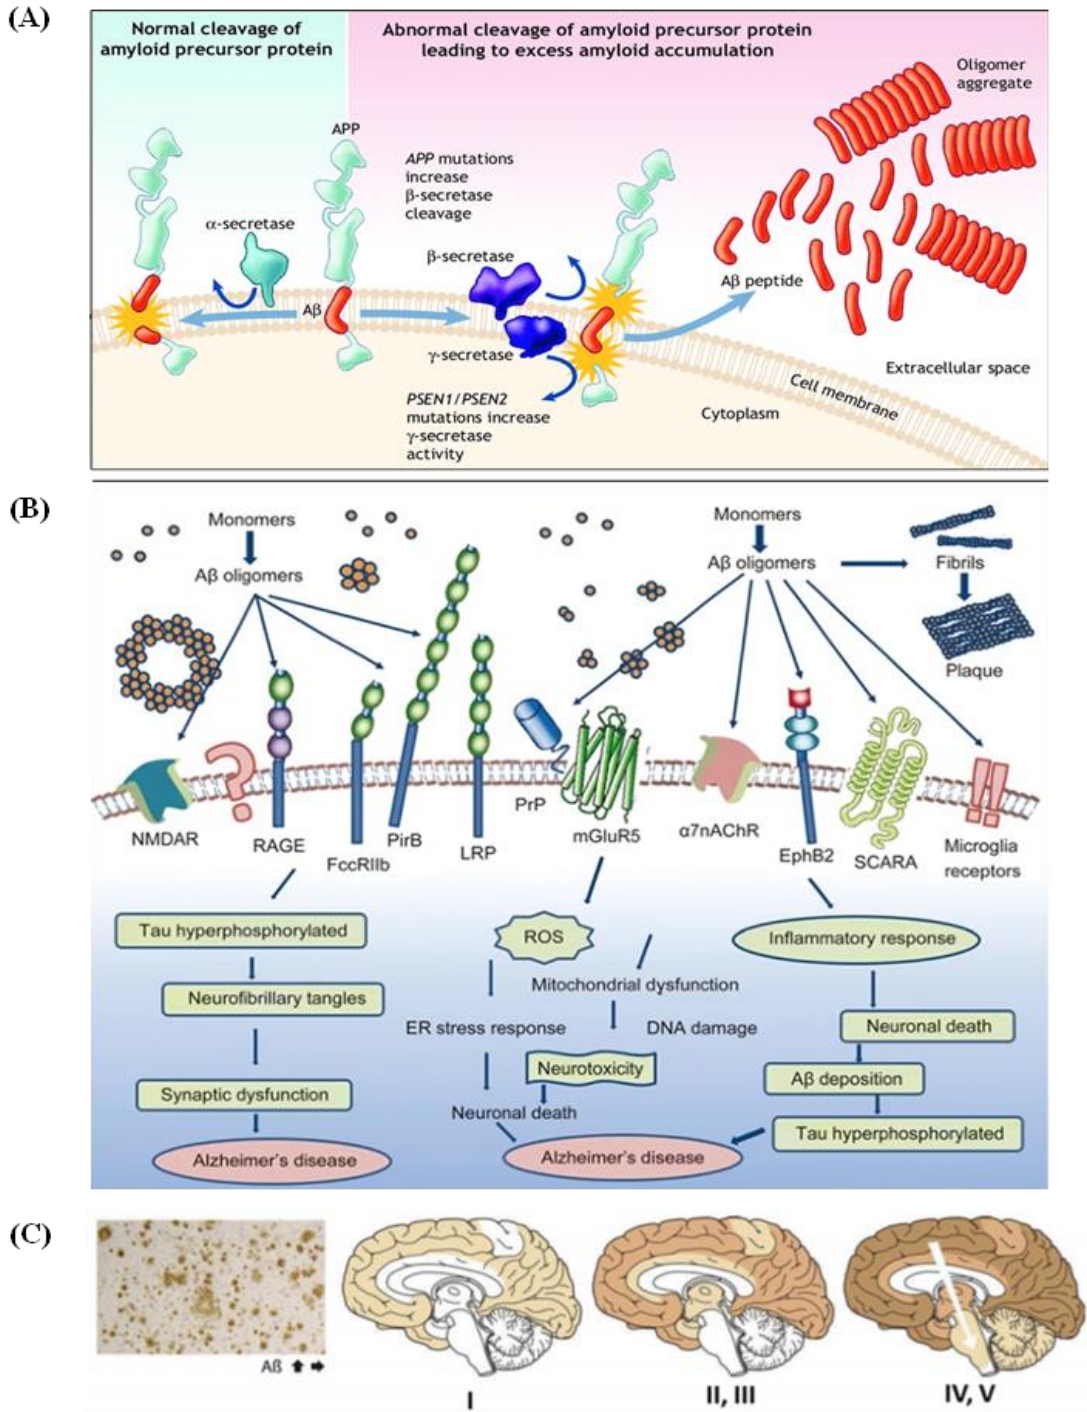 (A)
Normal cleavage of
amyloid precursor protein
Abnormal cleavage of amyloid precursor protein
leading to excess amyloid accumulation
Oligomer
aggregate
APP
APP mutations
increase
β-secretase
cleavage
α-secretase
β-secretase
Aβ peptide
Aβ
γ-secretase
Extracellular space
Cell membrane
PSEN1/PSEN2
mutations increase
γ-secretase
activity
Cytoplasm
(B)
Monomers
Aβ oligomers
Monomers
Aβ oligomers
Fibrils
Plaque
NMDAR
?
RAGE
FccRIIb
PirB
LRP
PrP
mGluR5
α7nAChR
EphB2
SCARA
!!
Microglia
receptors
Tau hyperphosphorylated
Neurofibrillary tangles
Synaptic dysfunction
Alzheimer's disease
ROS
Mitochondrial dysfunction
ER stress response
DNA damage
Neurotoxicity
Neuronal death
Alzheimer's disease
Inflammatory response
Neuronal death
Aβ deposition
Tau hyperphosphorylated
(C)
Aß
I
II, III
IV, V